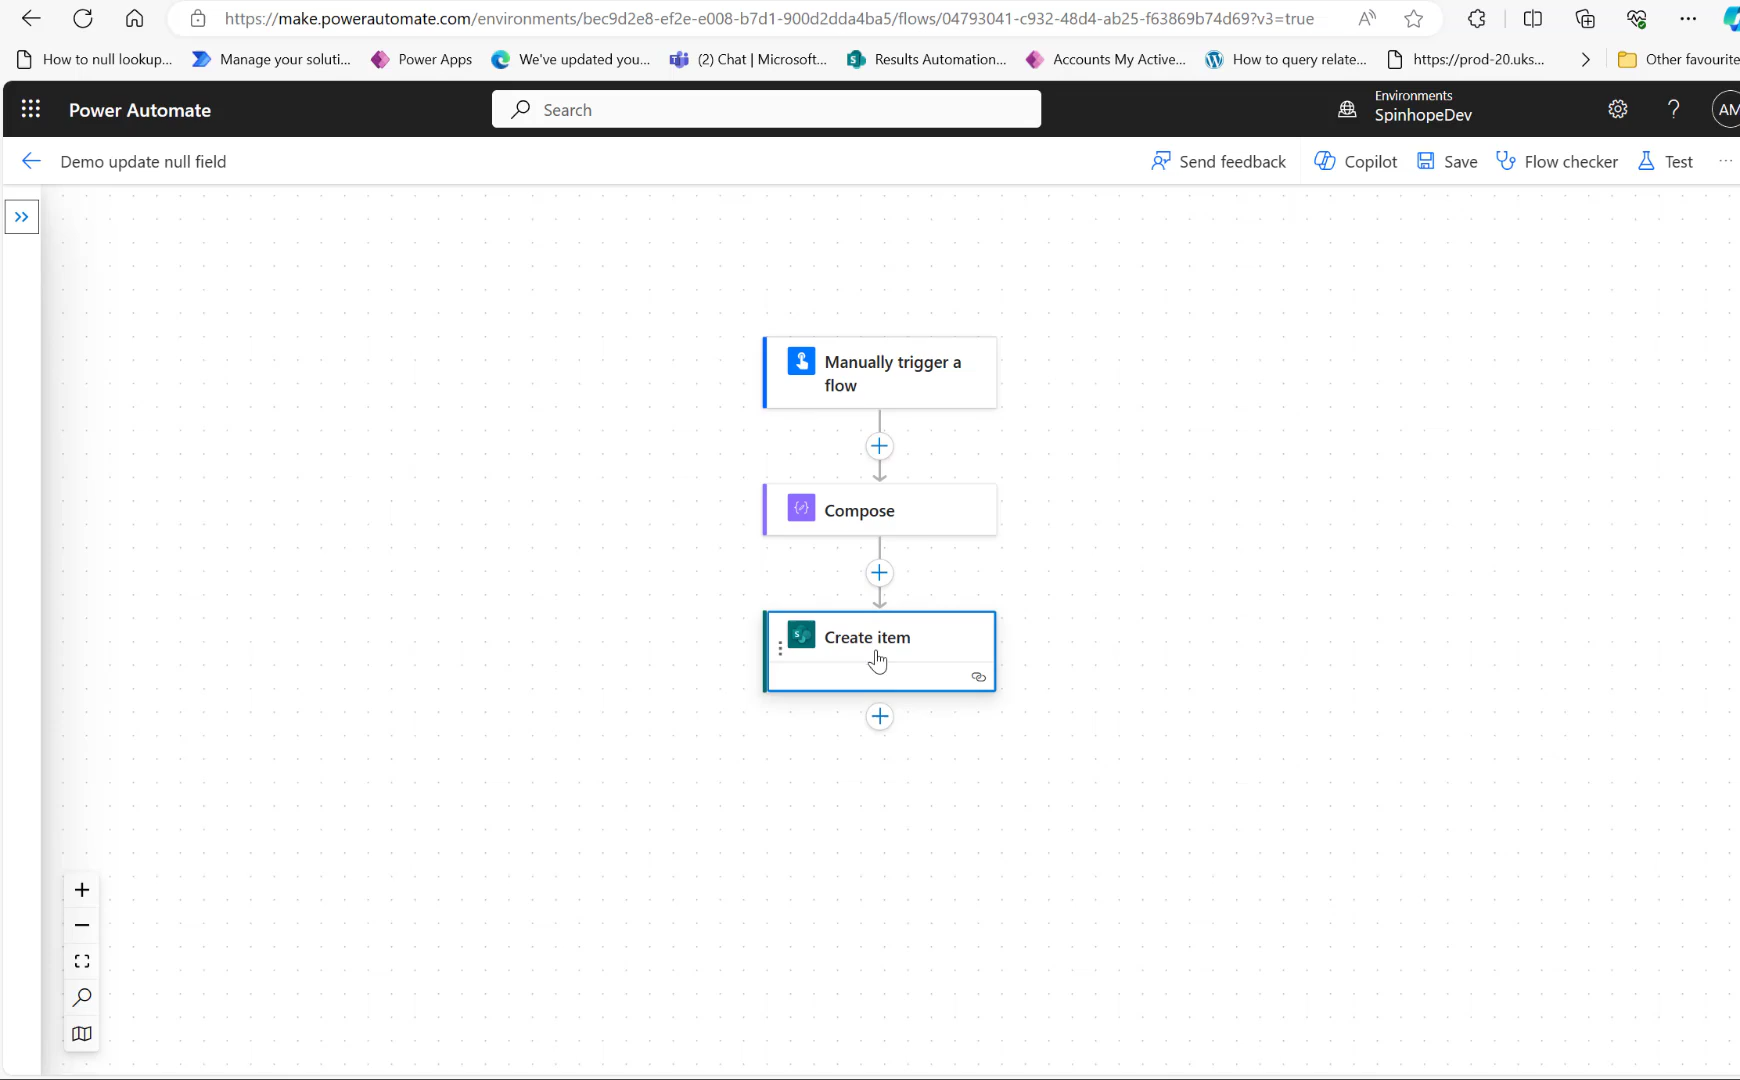 https://make.powerautomate.com/environments/bec9d2e8-ef2e-e008-b7d1-900d2dda4ba5/flows/04793041-c932-48d4-ab25-f63869b74d69?v3=true
How to null lookup... Manage your soluti... Power Apps We've updated you... (2) Chat | Microsoft... Results Automation... Accounts My Active... How to query relate... https://prod-20.uks... Other favourite
Power Automate
Search
Environments
SpinhopeDev
AM
Demo update null field
Send feedback Copilot Save Flow checker Test
Manually trigger a
flow
Compose
Create item